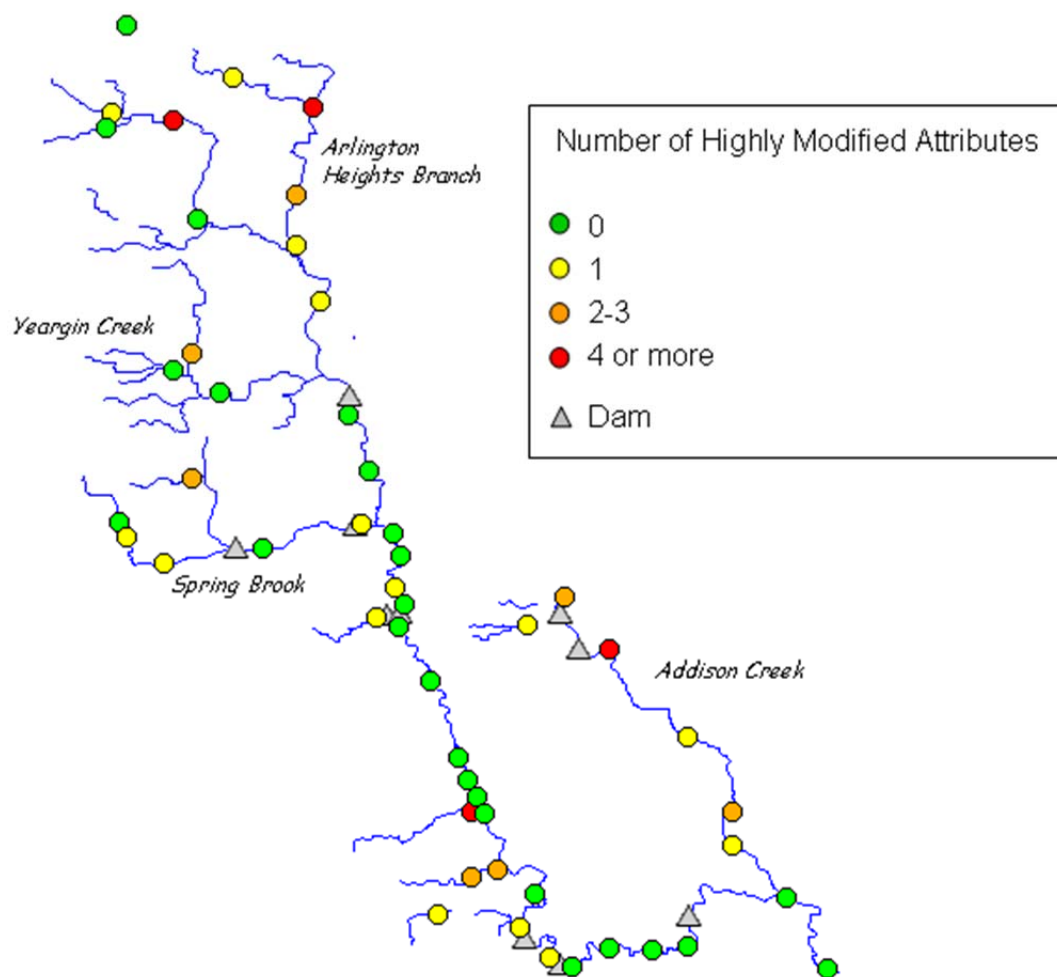 Arlington
Heights Branch
Number of Highly Modified Attributes
0
1
2-3
4 or more
Dam
Yeargin Creek
Spring Brook
Addison Creek